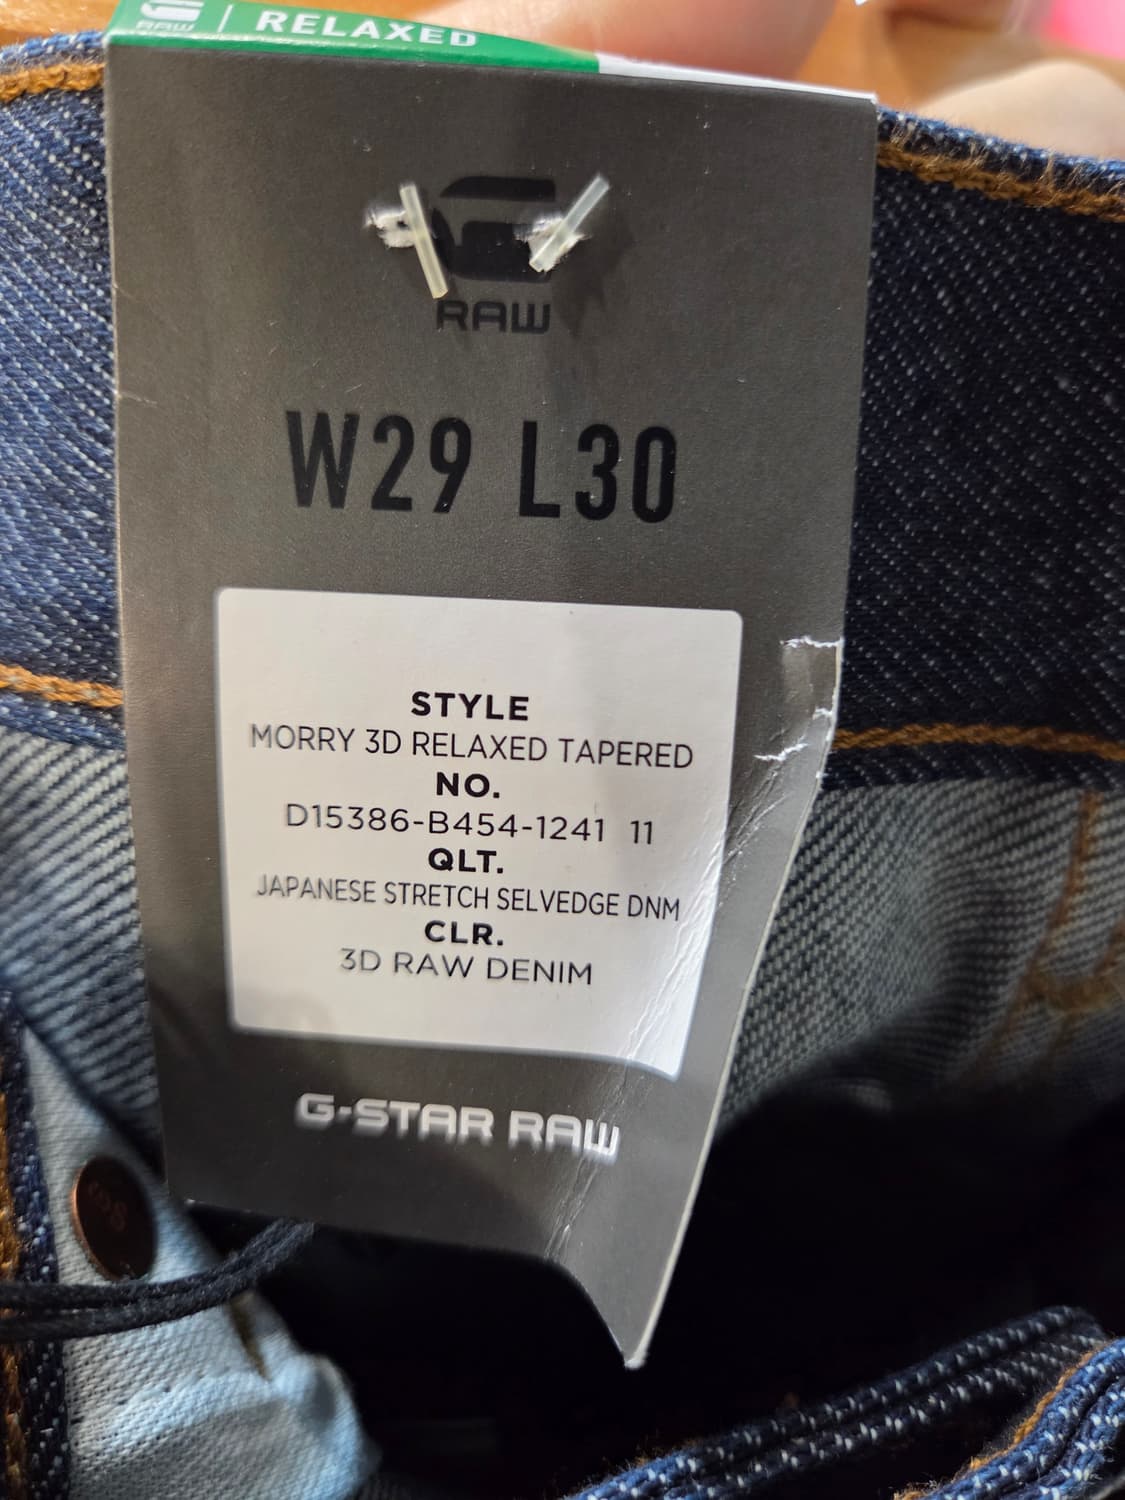 RAW | RELAXED
RAW
W29 L30
STYLE
MORRY 3D RELAXED TAPERED
NO.
D15386-B454-1241 11
QLT.
JAPANESE STRETCH SELVEDGE DNM
CLR.
3D RAW DENIM
G-STAR RAW